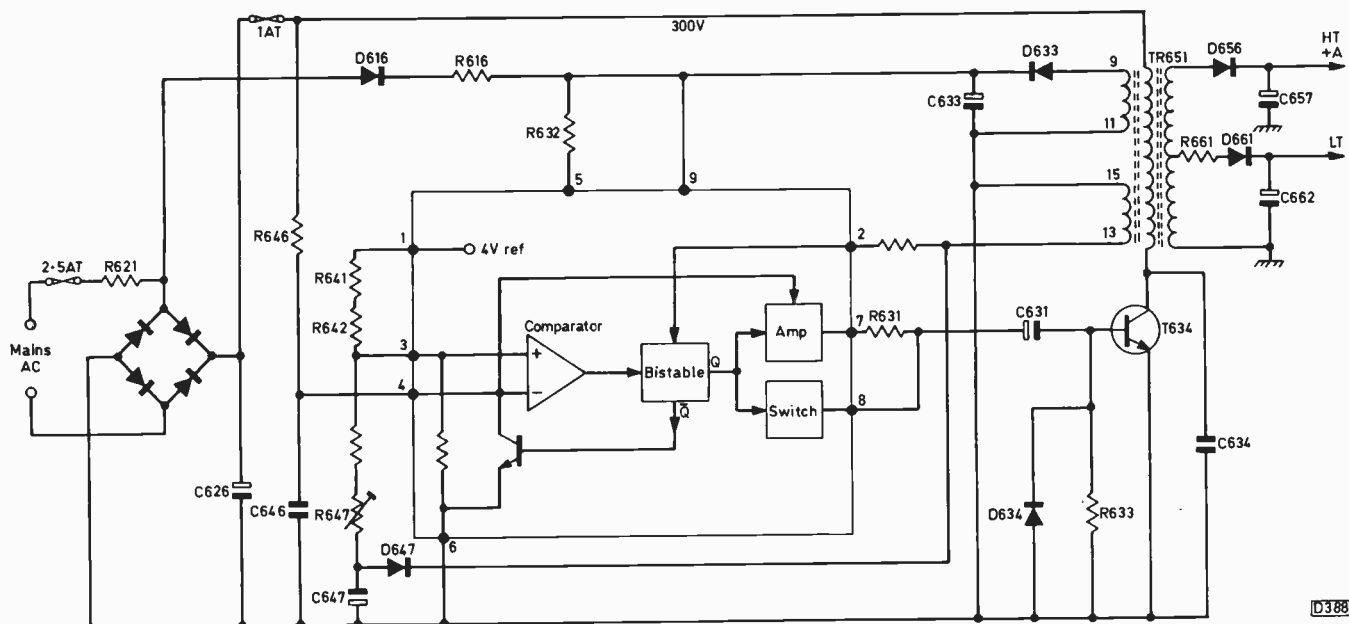 1AT
300V
HT
+A
D616
R616
D633
9
TR651
D656
C633
C657
R632
11
R661
D661
LT
5
9
15
C662
R646
1
4V ref
2
13
2·5AT
R621
R641
R642
Comparator
Amp
7
R631
C631
T634
Mains
AC
3
+
Bistable
Q
4
−
Q̅
Switch
8
C626
C646
R647
C634
D634
R633
6
D647
C647
D388